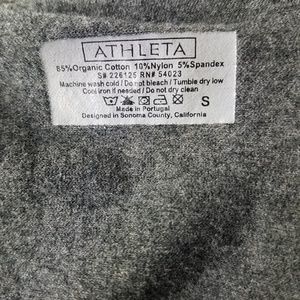 ATHLETA
85%Organic Cotton 10%Nylon 5%Spandex
S# 226125 RN# 54023
Machine wash cold / Do not bleach / Tumble dry low
Cool iron if needed / Do not dry clean
S
Made in Portugal
Designed in Sonoma County, California